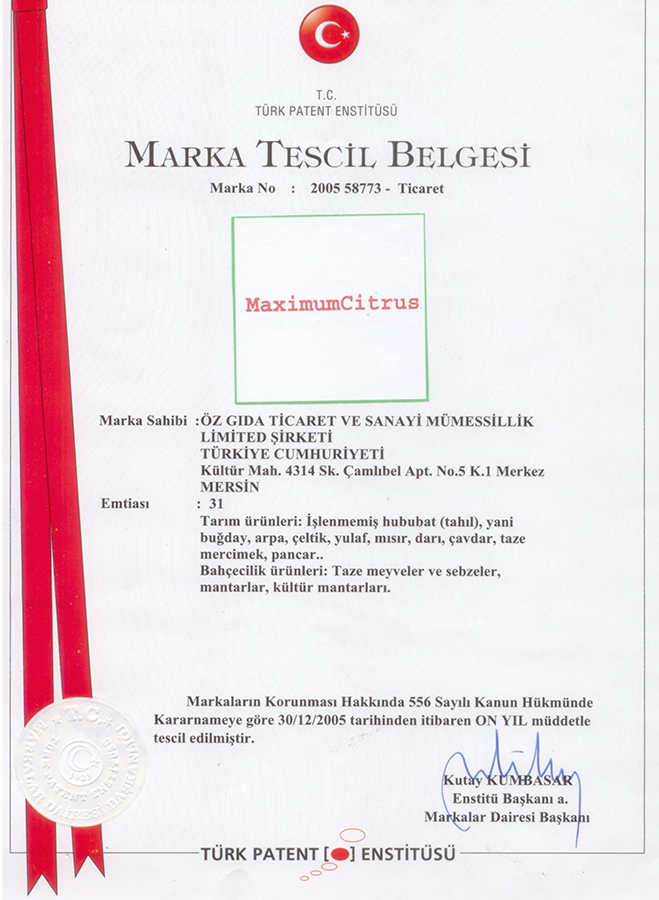 T.C.
TÜRK PATENT ENSTİTÜSÜ
MARKA TESCİL BELGESİ
Marka No : 2005 58773 - Ticaret
MaximumCitrus
Marka Sahibi :ÖZ GIDA TİCARET VE SANAYİ MÜMESSİLLİK
LİMİTED ŞİRKETİ
TÜRKİYE CUMHURİYETİ
Kültür Mah. 4314 Sk. Çamlıbel Apt. No.5 K.1 Merkez
MERSİN
Emtiası : 31
Tarım ürünleri: İşlenmemiş hububat (tahıl), yani
buğday, arpa, çeltik, yulaf, mısır, darı, çavdar, taze
mercimek, pancar..
Bahçecilik ürünleri: Taze meyveler ve sebzeler,
mantarlar, kültür mantarları.
Markaların Korunması Hakkında 556 Sayılı Kanun Hükmünde
Kararnameye göre 30/12/2005 tarihinden itibaren ON YIL müddetle
tescil edilmiştir.
T.C.
1923
Kutay KUMBASAR
Enstitü Başkanı a.
Markalar Dairesi Başkanı
TÜRK PATENT [ ] ENSTİTÜSÜ